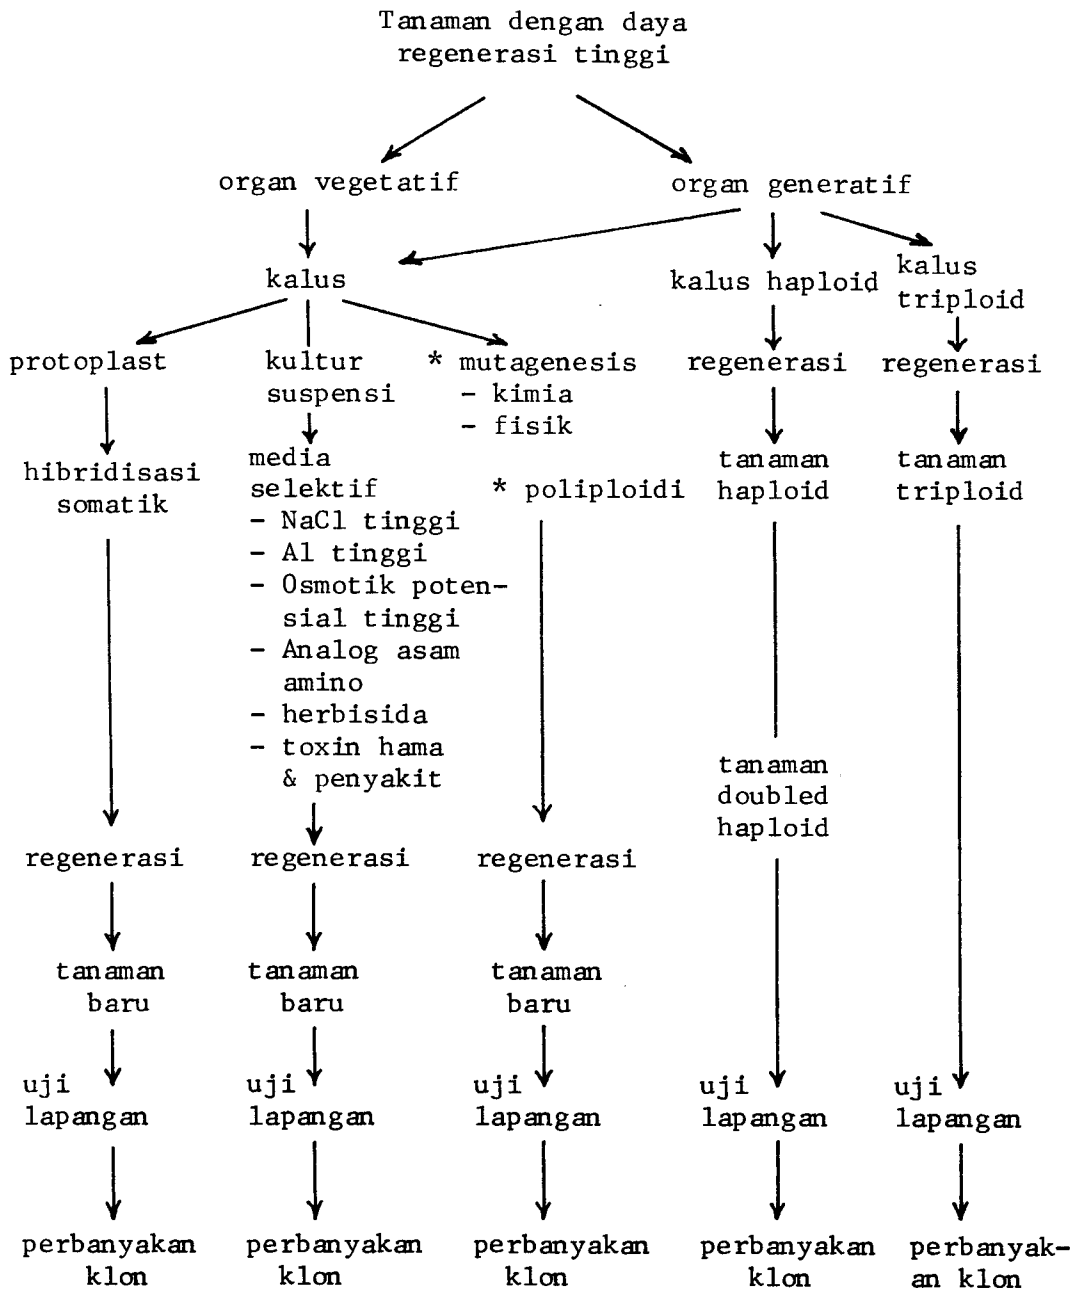 Tanaman dengan daya
regenerasi tinggi
organ vegetatif
organ generatif
kalus
kalus haploid
kalus
triploid
protoplast
kultur
suspensi
* mutagenesis
- kimia
- fisik
regenerasi
regenerasi
hibridisasi
somatik
media
selektif
- NaCl tinggi
- Al tinggi
- Osmotik poten-
sial tinggi
- Analog asam
amino
- herbisida
- toxin hama
& penyakit
* poliploidi
tanaman
haploid
tanaman
triploid
tanaman
doubled
haploid
regenerasi
regenerasi
regenerasi
tanaman
baru
tanaman
baru
tanaman
baru
uji
lapangan
uji
lapangan
uji
lapangan
uji
lapangan
uji
lapangan
perbanyakan
klon
perbanyakan
klon
perbanyakan
klon
perbanyakan
klon
perbanyak-
an klon